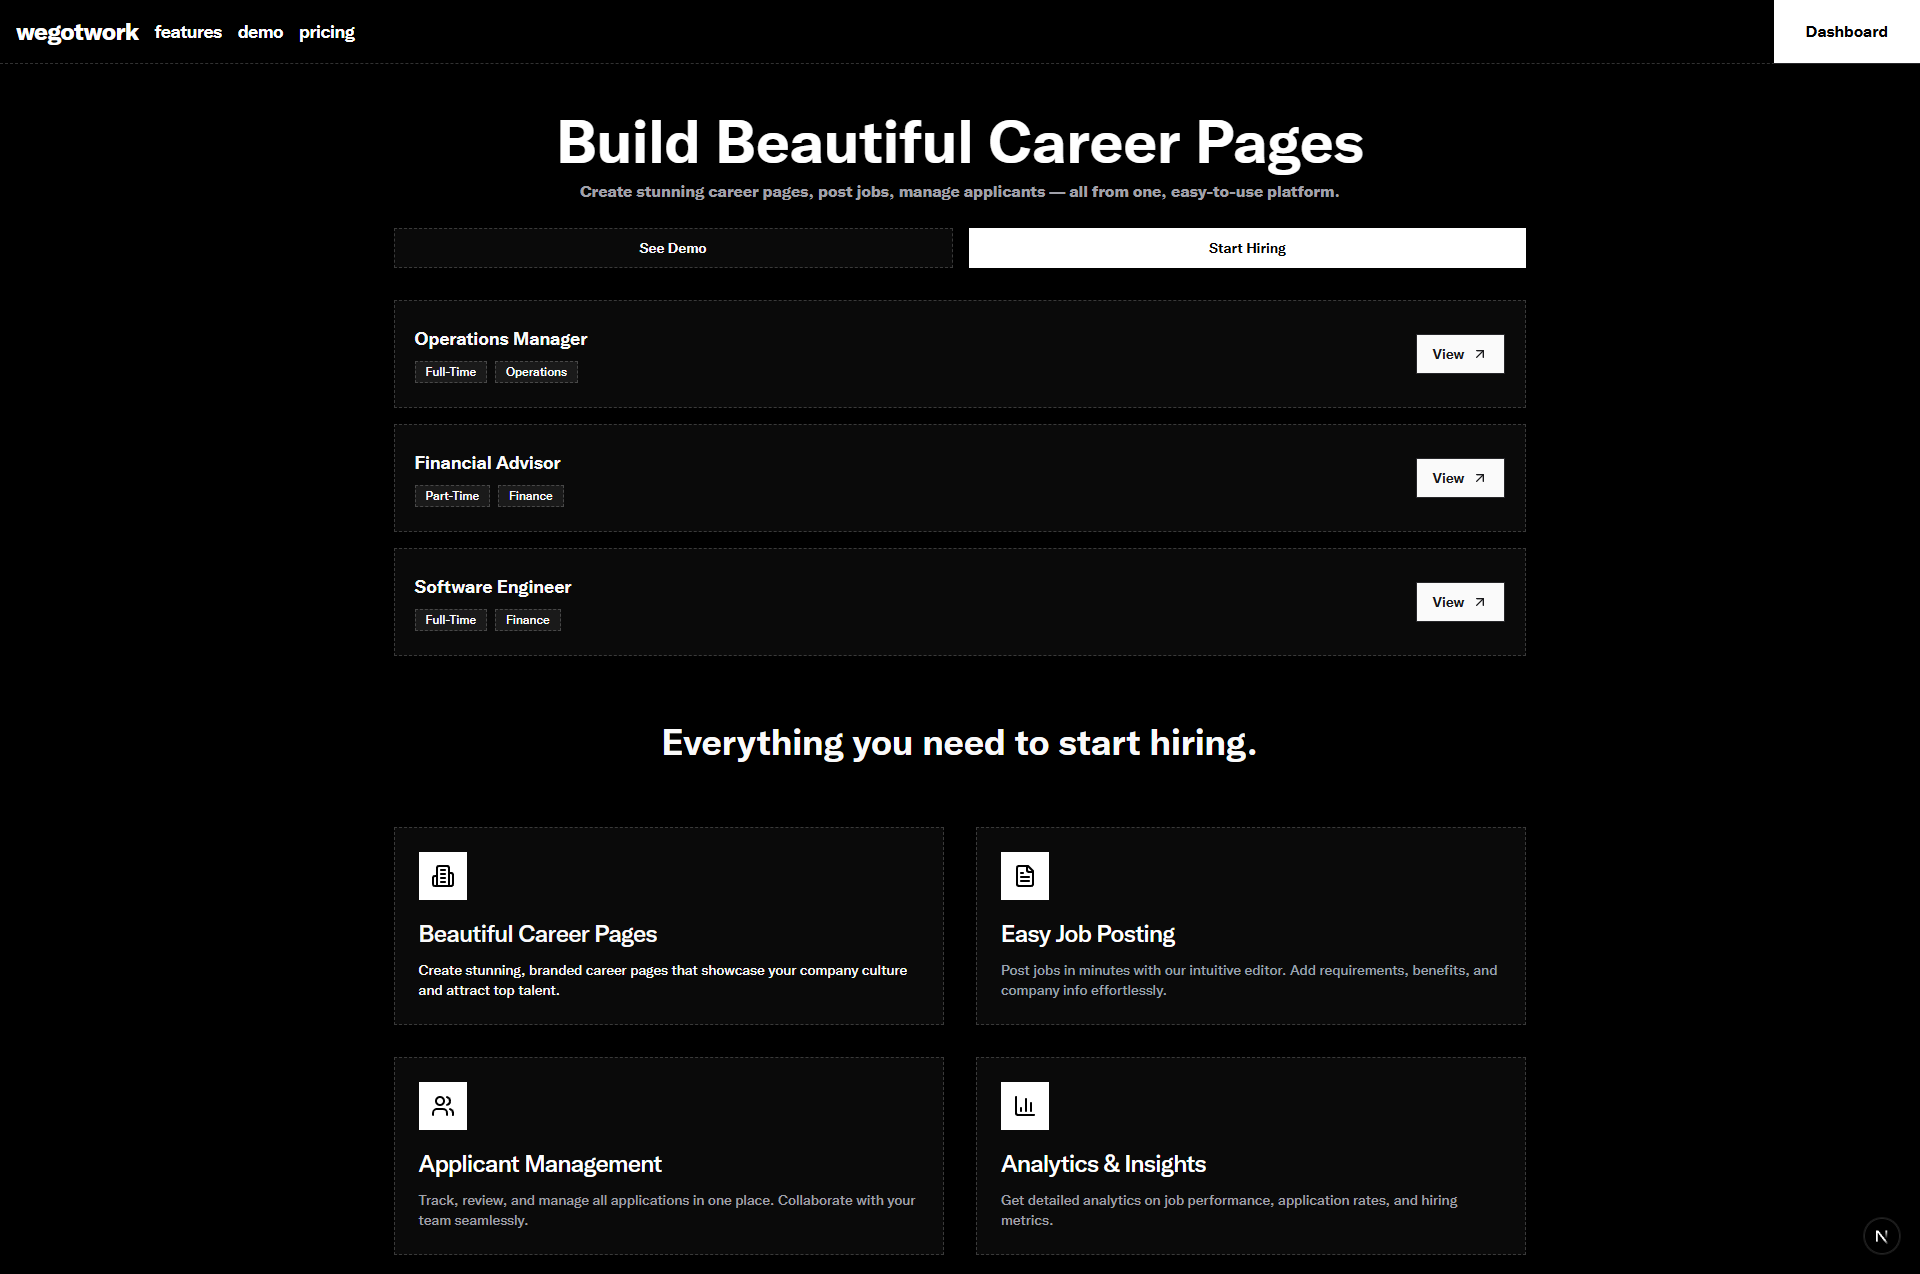 wegotwork features demo pricing Dashboard
Build Beautiful Career Pages
Create stunning career pages, post jobs, manage applicants — all from one, easy-to-use platform.
See Demo Start Hiring
Operations Manager
Full-Time Operations
View
Financial Advisor
Part-Time Finance
View
Software Engineer
Full-Time Finance
View
Everything you need to start hiring.
Beautiful Career Pages
Create stunning, branded career pages that showcase your company culture
and attract top talent.
Easy Job Posting
Post jobs in minutes with our intuitive editor. Add requirements, benefits, and
company info effortlessly.
Applicant Management
Track, review, and manage all applications in one place. Collaborate with your
team seamlessly.
Analytics & Insights
Get detailed analytics on job performance, application rates, and hiring
metrics.
N